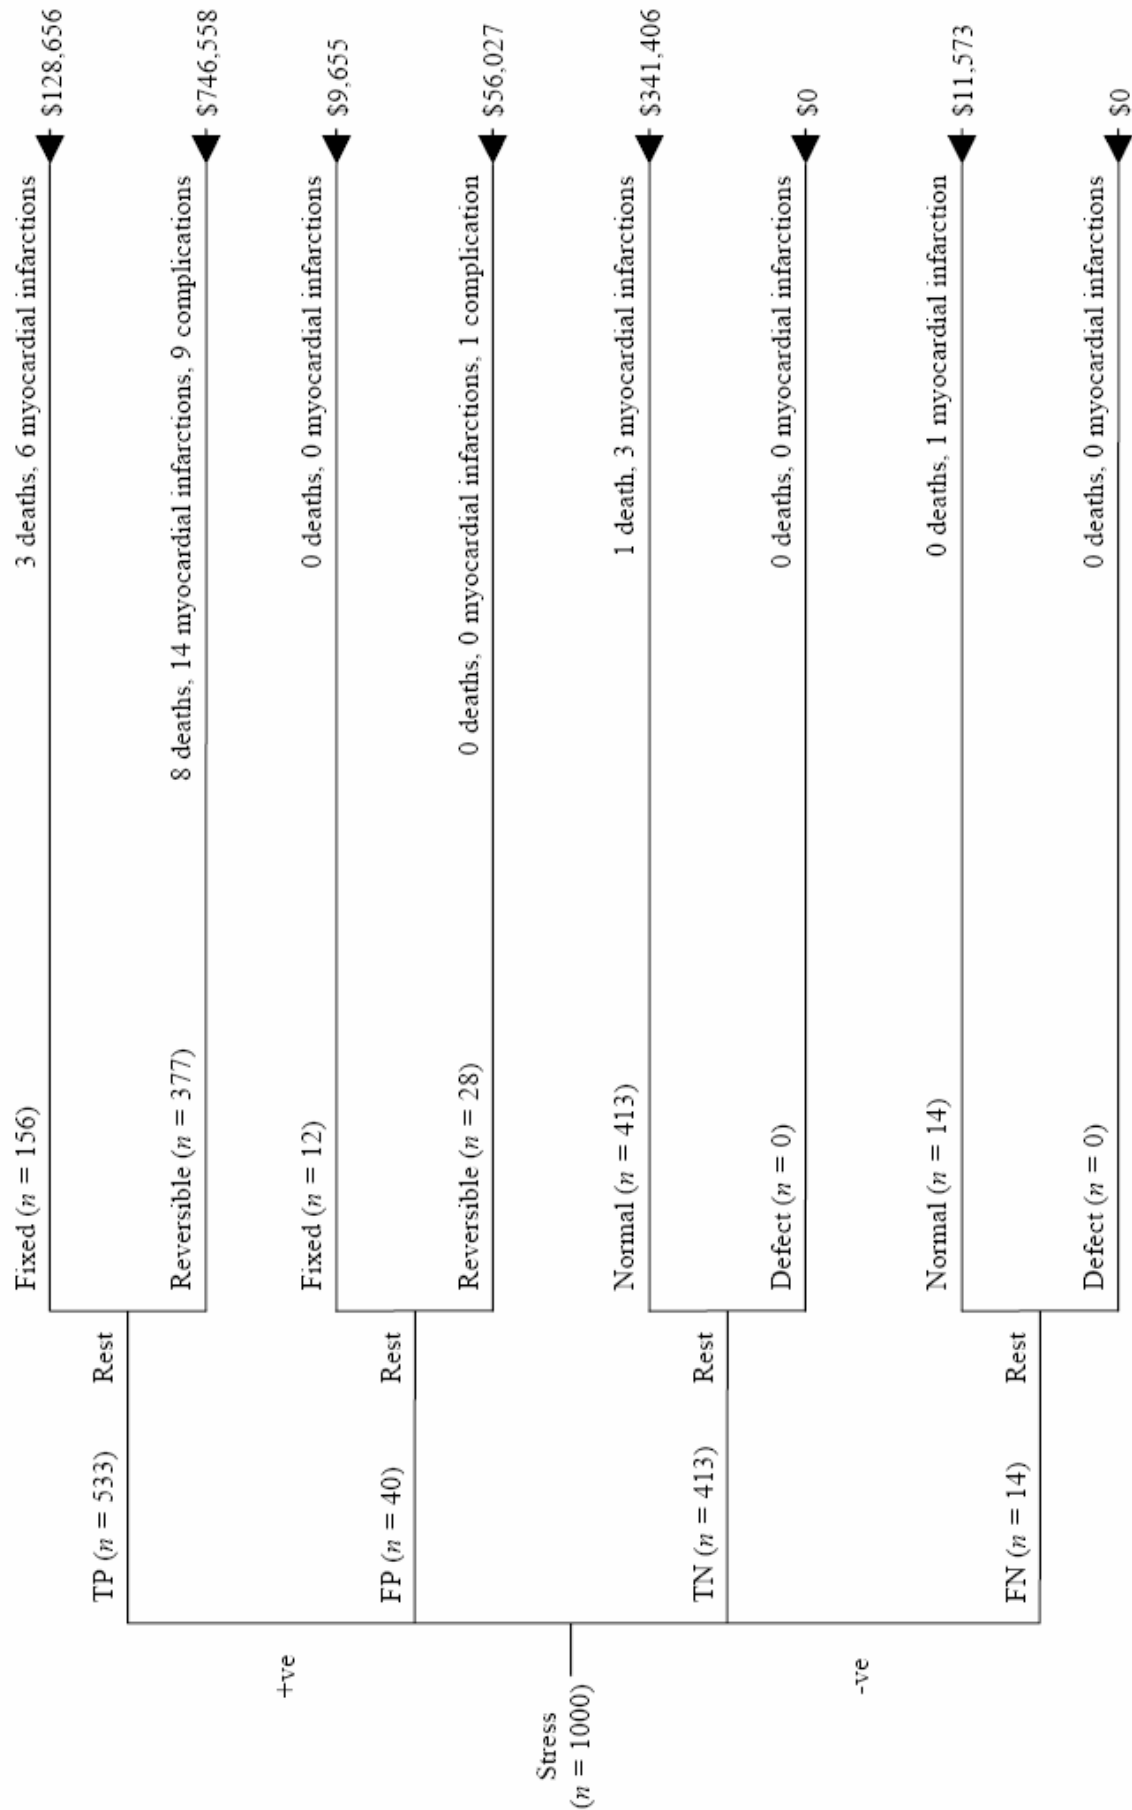 Stress
(n = 1000)
+ve
-ve
TP (n = 533)
Rest
Fixed (n = 156)
3 deaths, 6 myocardial infarctions
$128,656
Reversible (n = 377)
8 deaths, 14 myocardial infarctions, 9 complications
$746,558
FP (n = 40)
Rest
Fixed (n = 12)
0 deaths, 0 myocardial infarctions
$9,655
Reversible (n = 28)
0 deaths, 0 myocardial infarctions, 1 complication
$56,027
TN (n = 413)
Rest
Normal (n = 413)
1 death, 3 myocardial infarctions
$341,406
Defect (n = 0)
0 deaths, 0 myocardial infarctions
$0
FN (n = 14)
Rest
Normal (n = 14)
0 deaths, 1 myocardial infarction
$11,573
Defect (n = 0)
0 deaths, 0 myocardial infarctions
$0